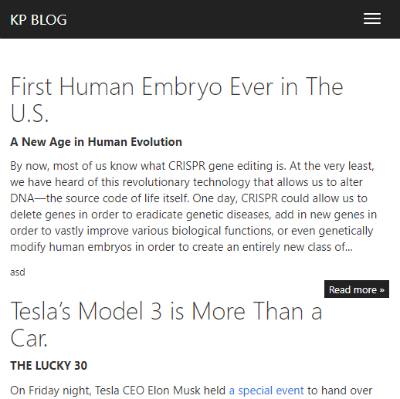 KP BLOG
First Human Embryo Ever in The
U.S.
A New Age in Human Evolution
By now, most of us know what CRISPR gene editing is. At the very least,
we have heard of this revolutionary technology that allows us to alter
DNA—the source code of life itself. One day, CRISPR could allow us to
delete genes in order to eradicate genetic diseases, add in new genes in
order to vastly improve various biological functions, or even genetically
modify human embryos in order to create an entirely new class of...
asd
Read more »
Tesla’s Model 3 is More Than a
Car.
THE LUCKY 30
On Friday night, Tesla CEO Elon Musk held a special event to hand over